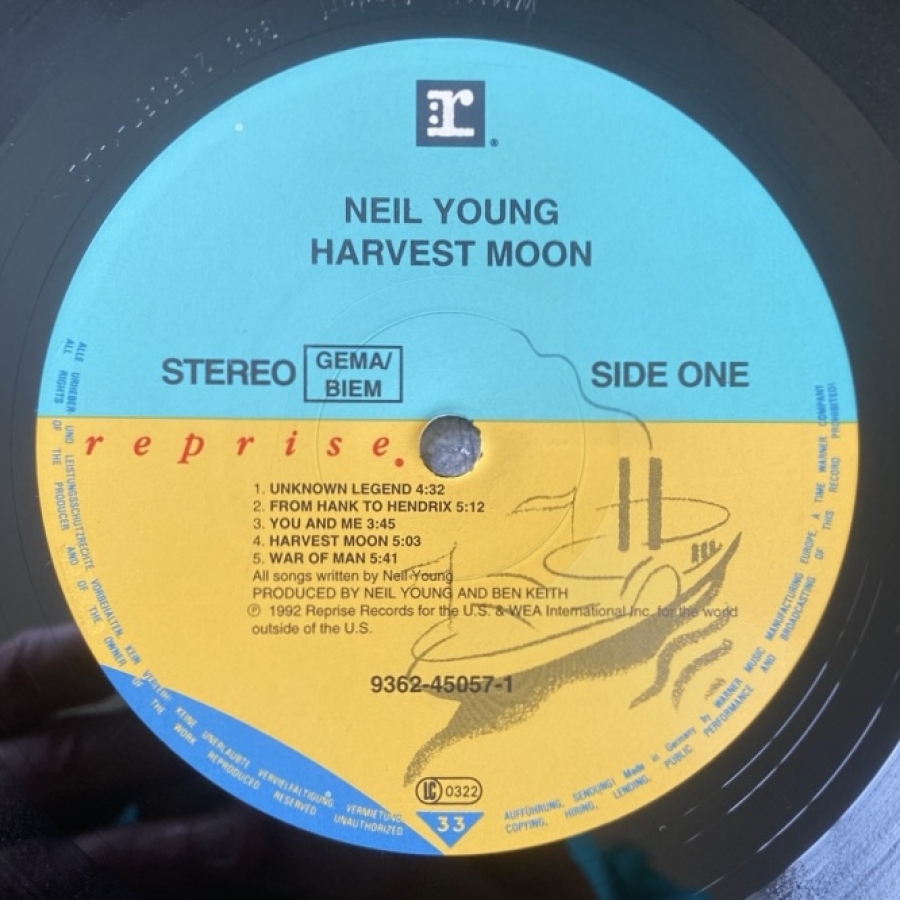 r
NEIL YOUNG
HARVEST MOON
STEREO GEMA/ BIEM SIDE ONE
reprise.
1. UNKNOWN LEGEND 4:32
2. FROM HANK TO HENDRIX 5:12
3. YOU AND ME 3:45
4. HARVEST MOON 5:03
5. WAR OF MAN 5:41
All songs written by Neil Young
PRODUCED BY NEIL YOUNG AND BEN KEITH
℗ 1992 Reprise Records for the U.S. & WEA International Inc. for the world
outside of the U.S.
9362-45057-1
LC 0322
33
ALLE URHEBER UND LEISTUNGSSCHUTZRECHTE VORBEHALTEN. KEIN VERLEIH! KEINE UNERLAUBTE VERVIELFÄLTIGUNG, VERMIETUNG, AUFFÜHRUNG, SENDUNG! Made in Germany by WARNER MUSIC MANUFACTURING EUROPE. A TIME WARNER COMPANY
ALL RIGHTS OF THE PRODUCER AND OF THE OWNER OF THE WORK REPRODUCED RESERVED UNAUTHORIZED COPYING, HIRING, LENDING, PUBLIC PERFORMANCE AND BROADCASTING OF THIS RECORD PROHIBITED!